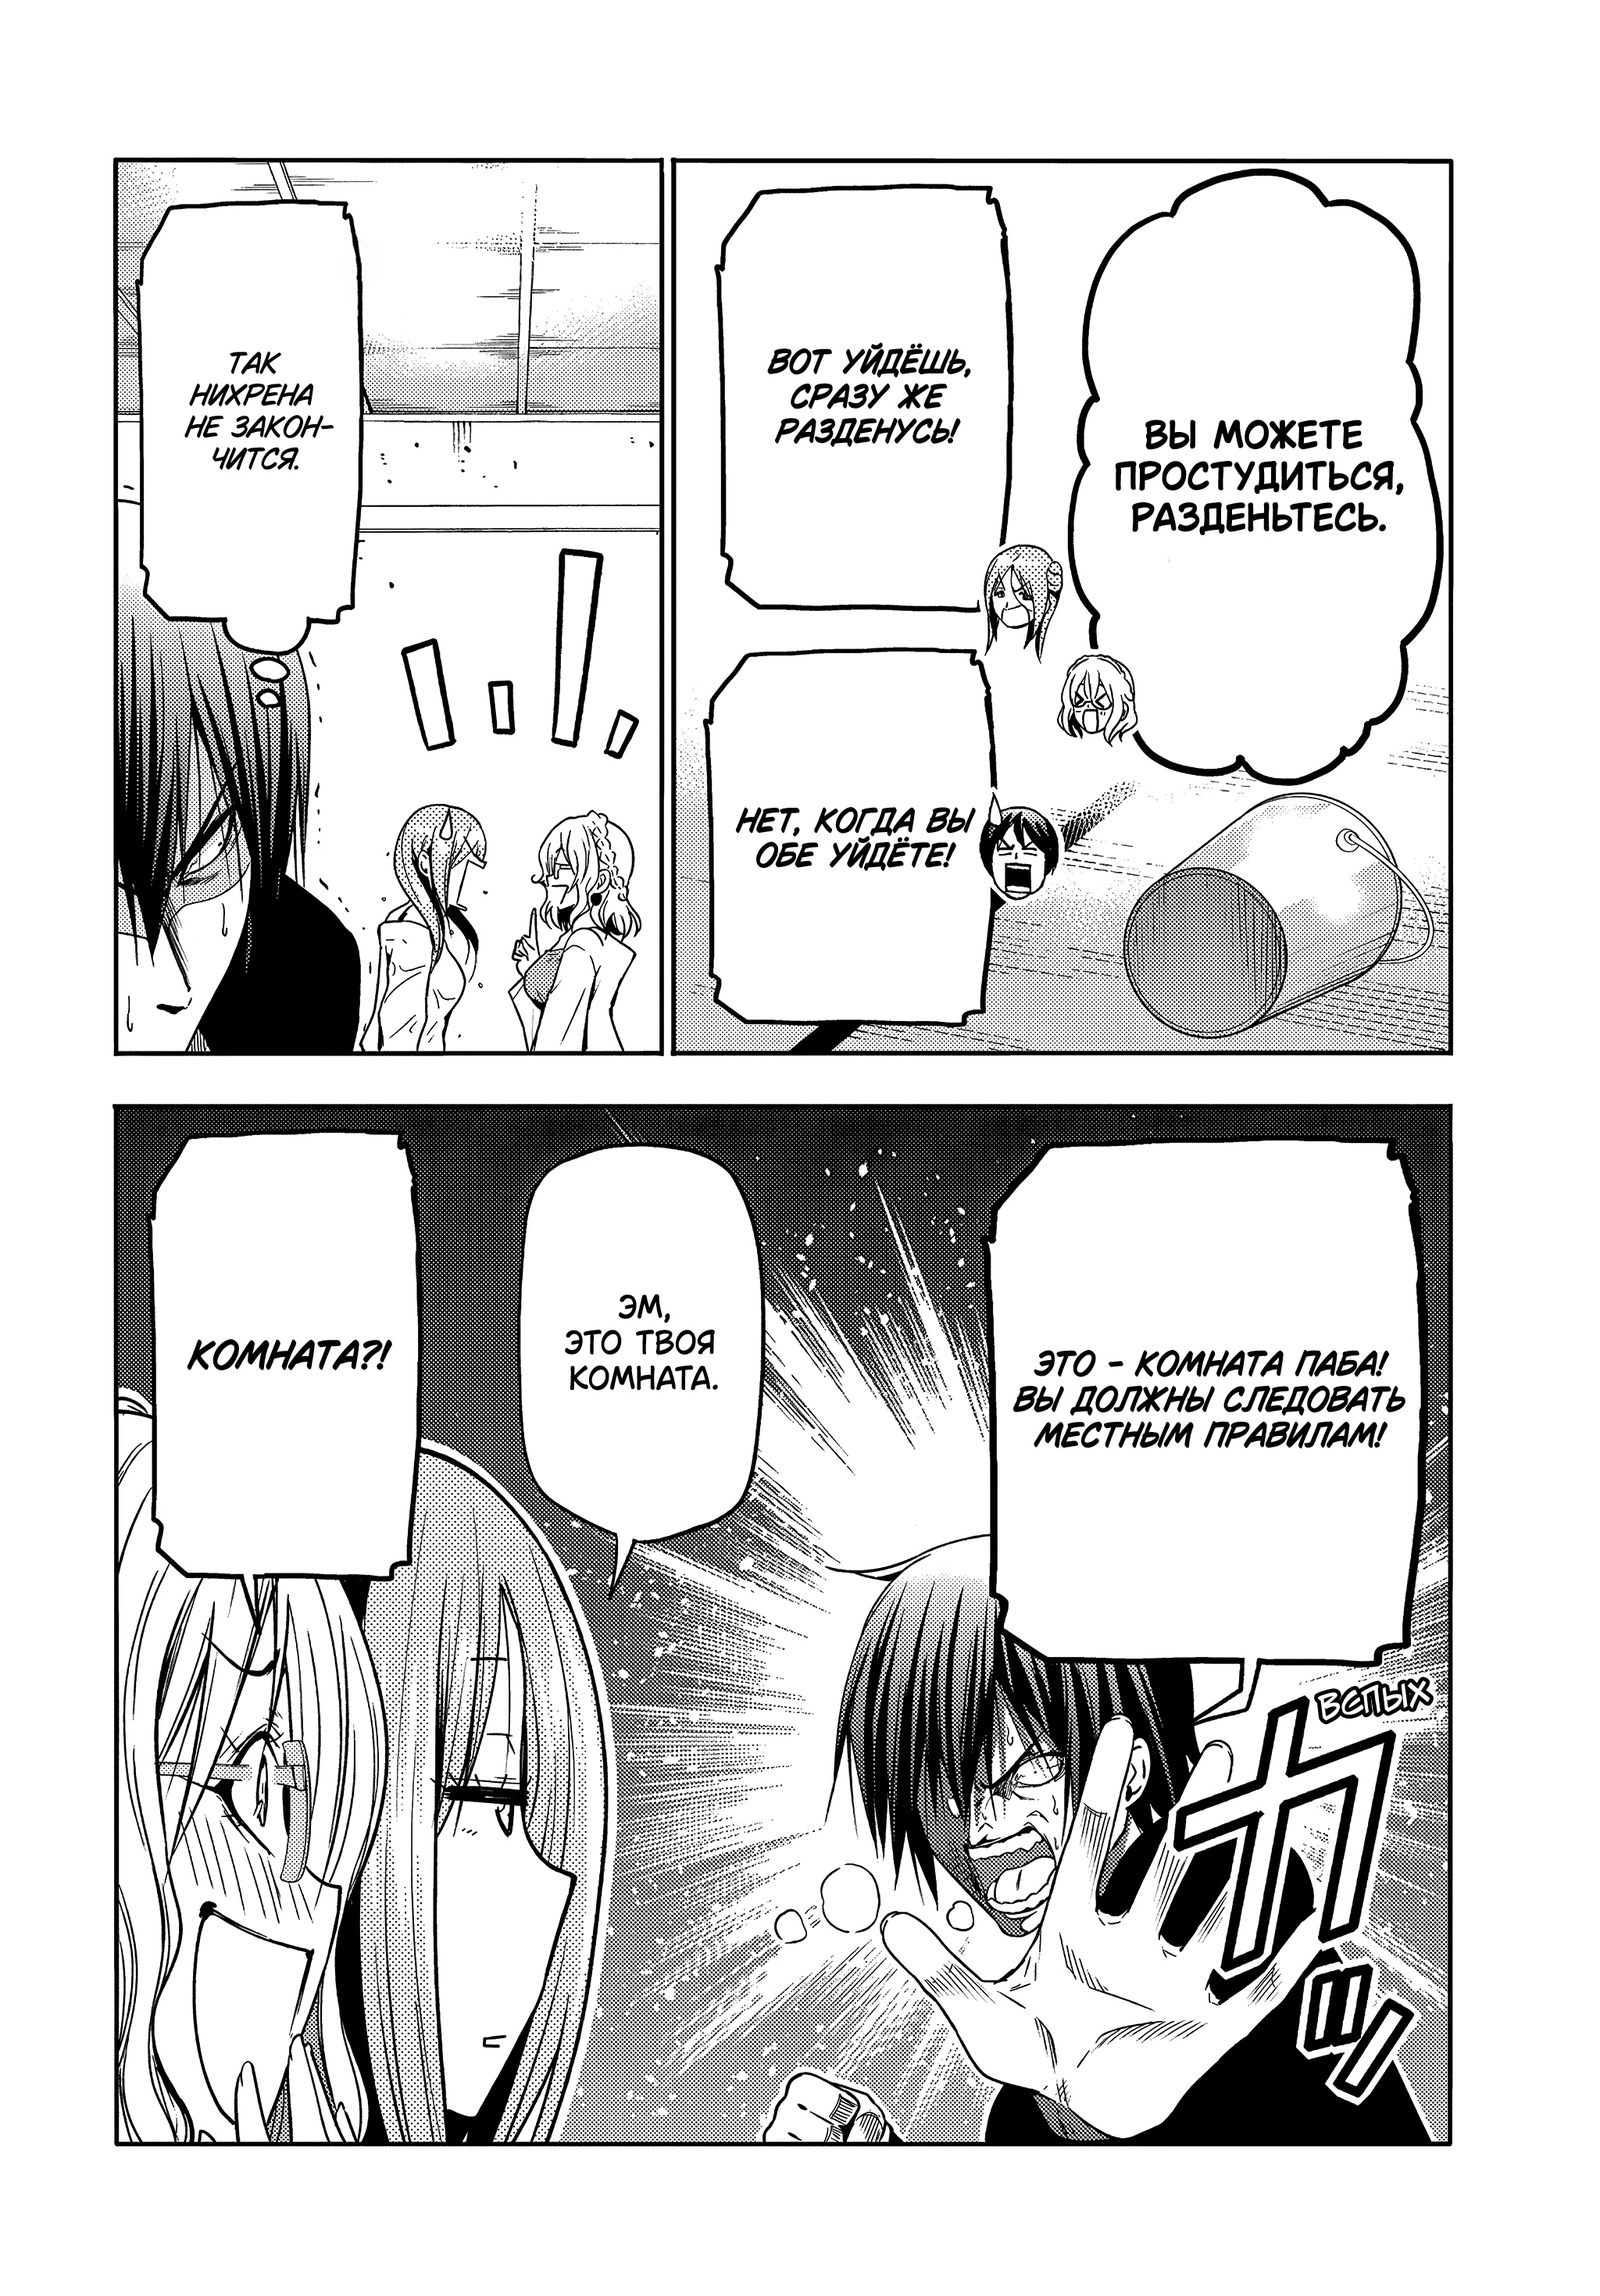 ВЫ МОЖЕТЕ
ПРОСТУДИТЬСЯ,
РАЗДЕНЬТЕСЬ.
ВОТ УЙДЁШЬ,
СРАЗУ ЖЕ
РАЗДЕНУСЬ!
НЕТ, КОГДА ВЫ
ОБЕ УЙДЁТЕ!
ТАК
НИХРЕНА
НЕ ЗАКОН-
ЧИТСЯ.
ЭТО - КОМНАТА ПАБА!
ВЫ ДОЛЖНЫ СЛЕДОВАТЬ
МЕСТНЫМ ПРАВИЛАМ!
ВСПЫХ
カッ
ЭМ,
ЭТО ТВОЯ
КОМНАТА.
КОМНАТА?!